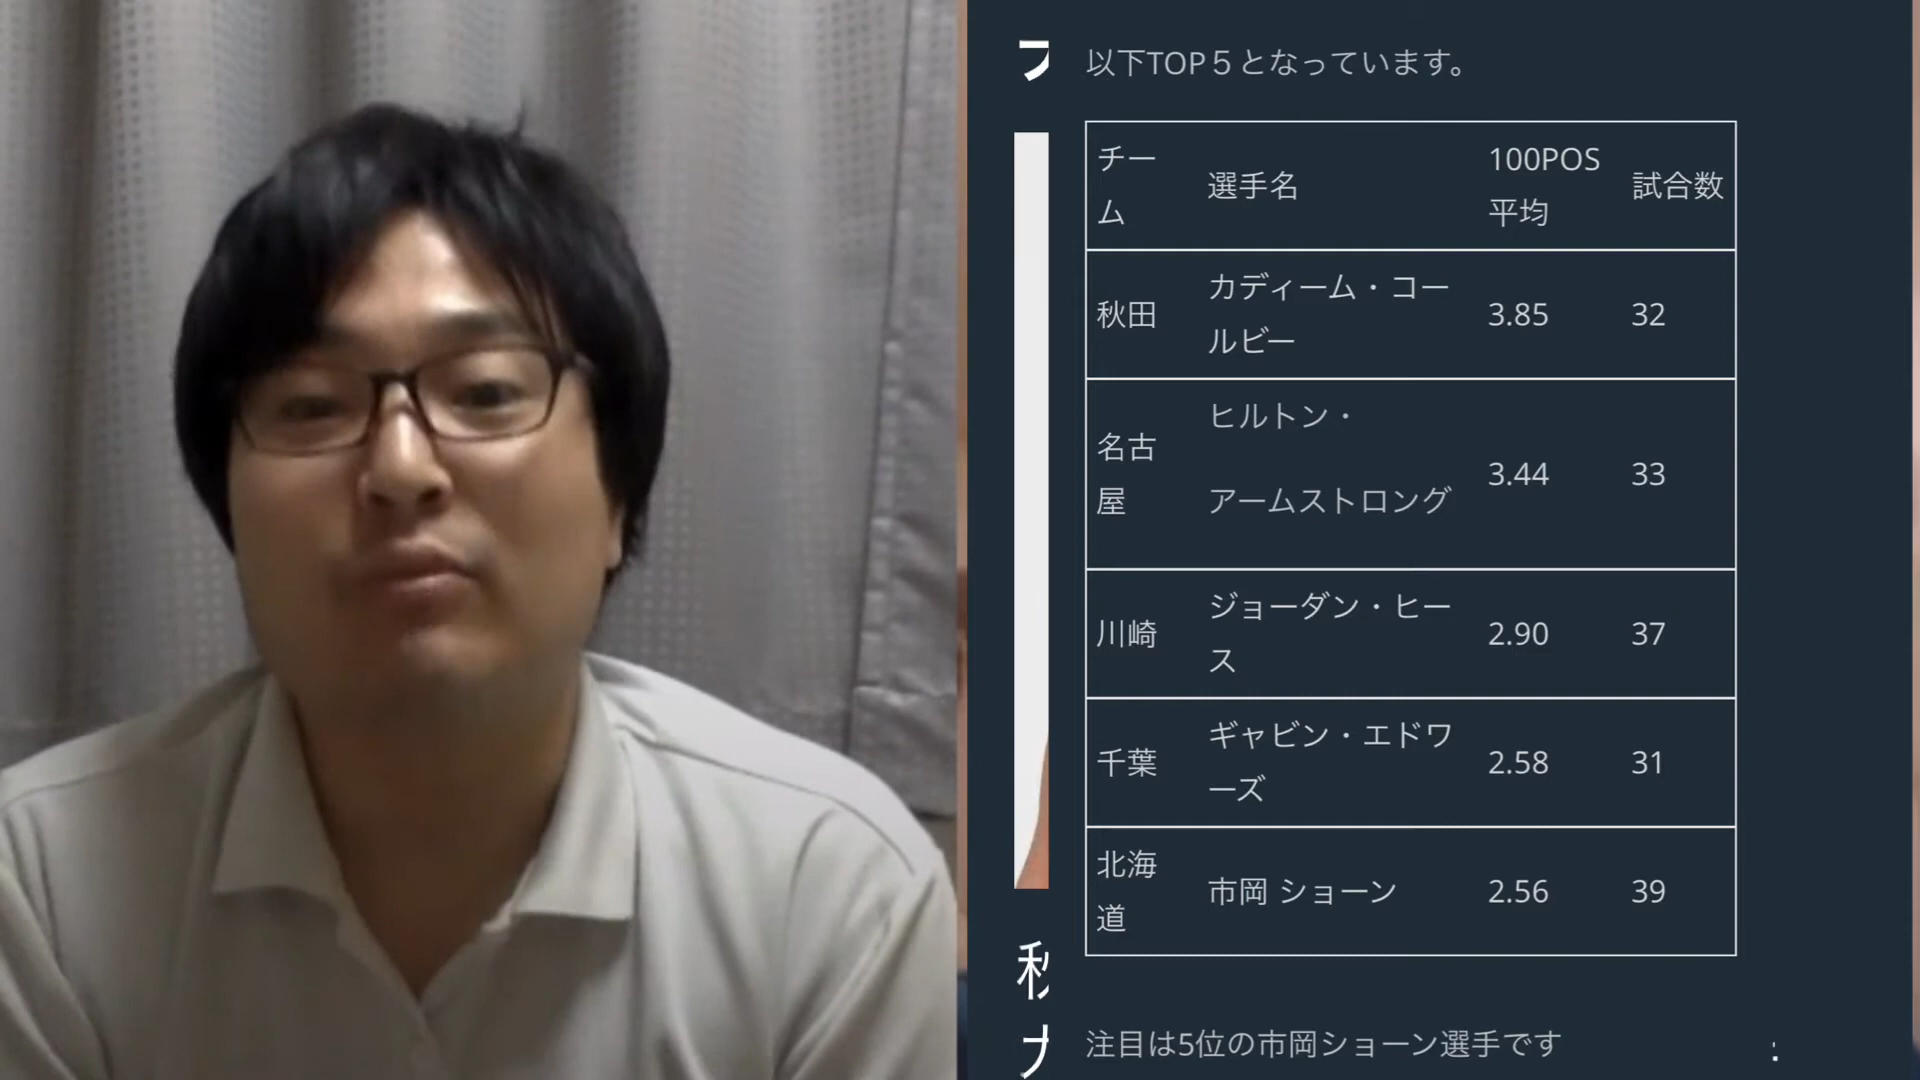 以下TOP５となっています。
チー
ム
選手名
100POS
平均
試合数
秋田
カディーム・コー
ルビー
3.85
32
名古
屋
ヒルトン・
アームストロング
3.44
33
川崎
ジョーダン・ヒー
ス
2.90
37
千葉
ギャビン・エドワ
ーズ
2.58
31
北海
道
市岡 ショーン
2.56
39
注目は5位の市岡ショーン選手です